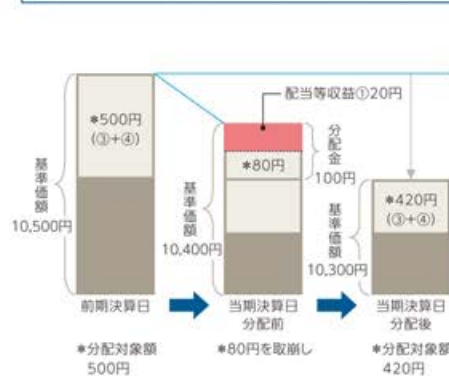 配当等収益①20円
*500円
(③+④)
分配金
100円
*80円
*420円
(③+④)
基準価額
10,500円
基準価額
10,400円
基準価額
10,300円
前期決算日
当期決算日
分配前
当期決算日
分配後
*分配対象額
500円
*80円を取崩し
*分配対象額
420円